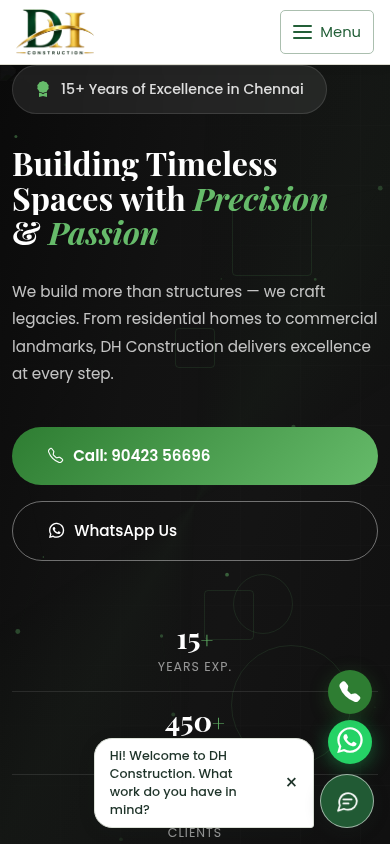 DH
CONSTRUCTION
Menu
15+ Years of Excellence in Chennai
Building Timeless
Spaces with Precision
& Passion
We build more than structures — we craft
legacies. From residential homes to commercial
landmarks, DH Construction delivers excellence
at every step.
Call: 90423 56696
WhatsApp Us
15+
YEARS EXP.
450+
Hi! Welcome to DH
Construction. What
work do you have in
mind?
×
CLIENTS